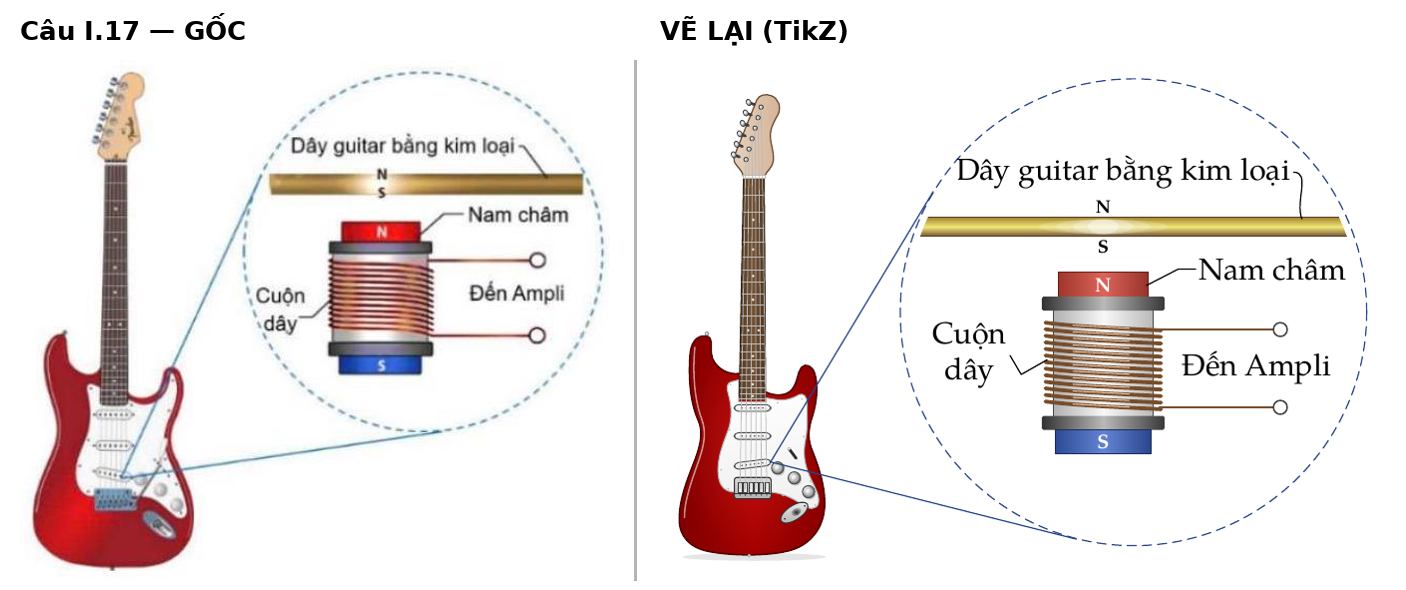 Câu I.17 — GỐC
Dây guitar bằng kim loại
N
S
Nam châm
N
Cuộn
dây
Đến Ampli
S
VẼ LẠI (TikZ)
Dây guitar bằng kim loại
N
S
Nam châm
N
Cuộn
dây
Đến Ampli
S